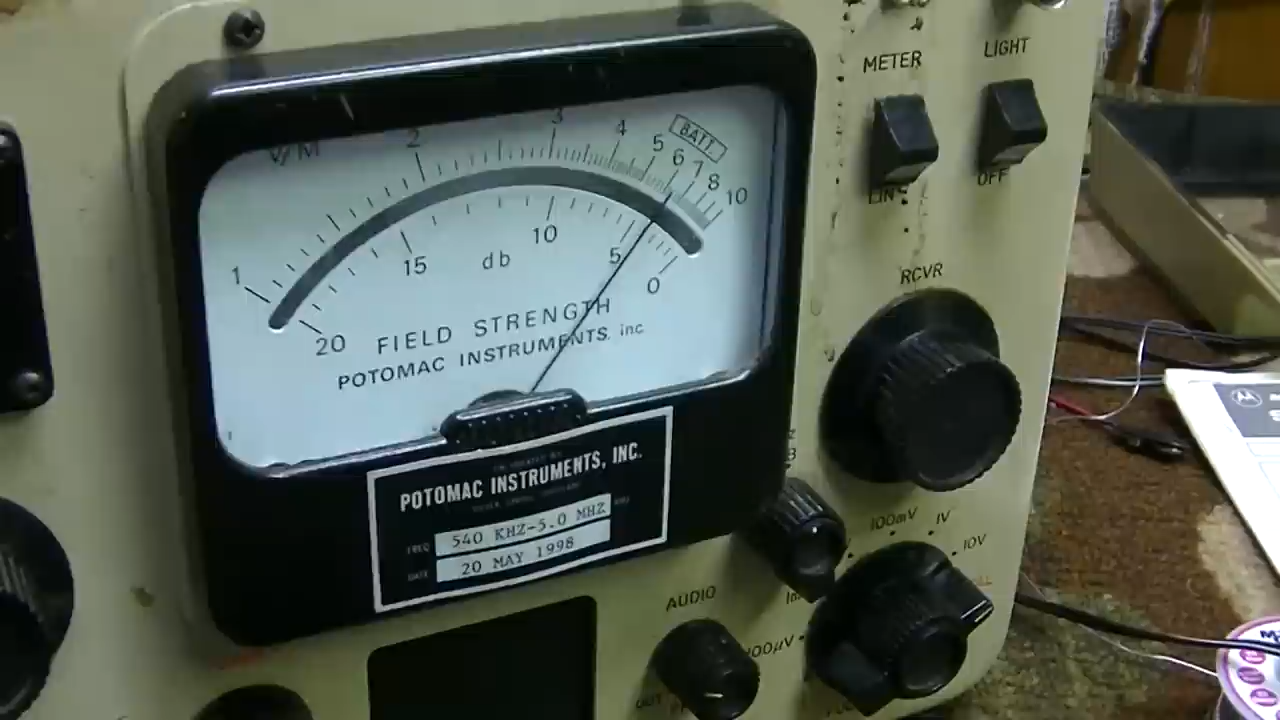 METER
LIGHT
V/M
1
2
3
4
5
6
7
8
10
BATT
LIN
OFF
20
15
10
5
0
db
FIELD STRENGTH
POTOMAC INSTRUMENTS, inc.
RCVR
POTOMAC INSTRUMENTS, INC.
FREQ 540 KHZ-5.0 MHZ
DATE 20 MAY 1998
100mV
1V
10V
AUDIO
100µV
OUT